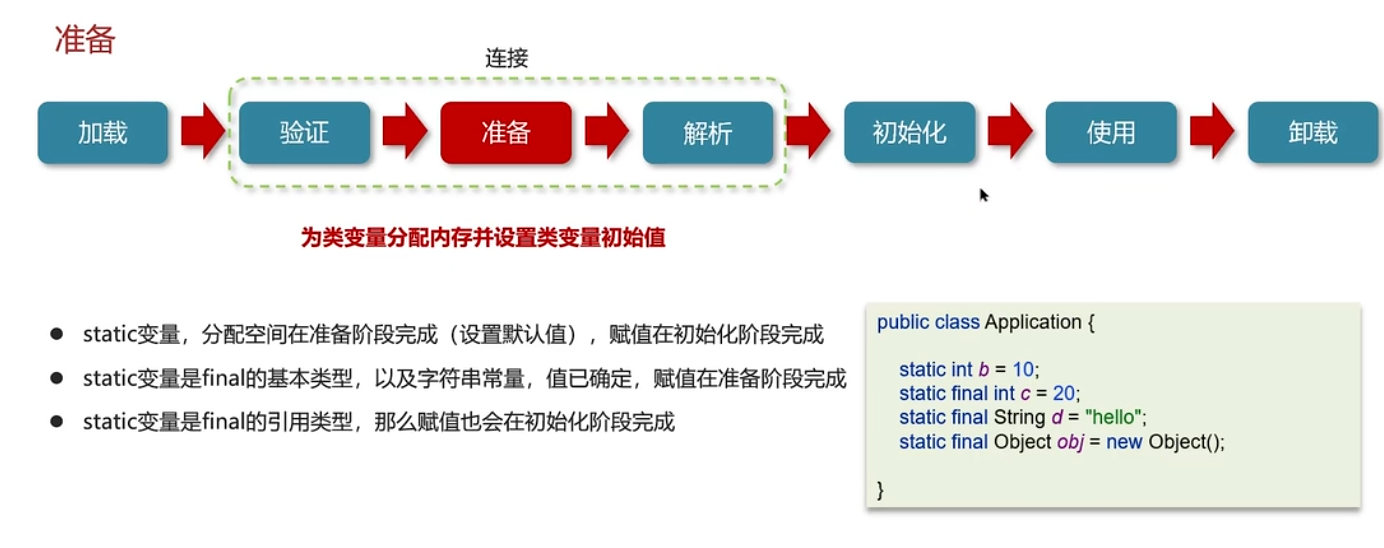 准备
连接
加载
验证
准备
解析
初始化
使用
卸载
为类变量分配内存并设置类变量初始值
● static变量，分配空间在准备阶段完成（设置默认值），赋值在初始化阶段完成
● static变量是final的基本类型，以及字符串常量，值已确定，赋值在准备阶段完成
● static变量是final的引用类型，那么赋值也会在初始化阶段完成
public class Application {
static int b = 10;
static final int c = 20;
static final String d = "hello";
static final Object obj = new Object();
}